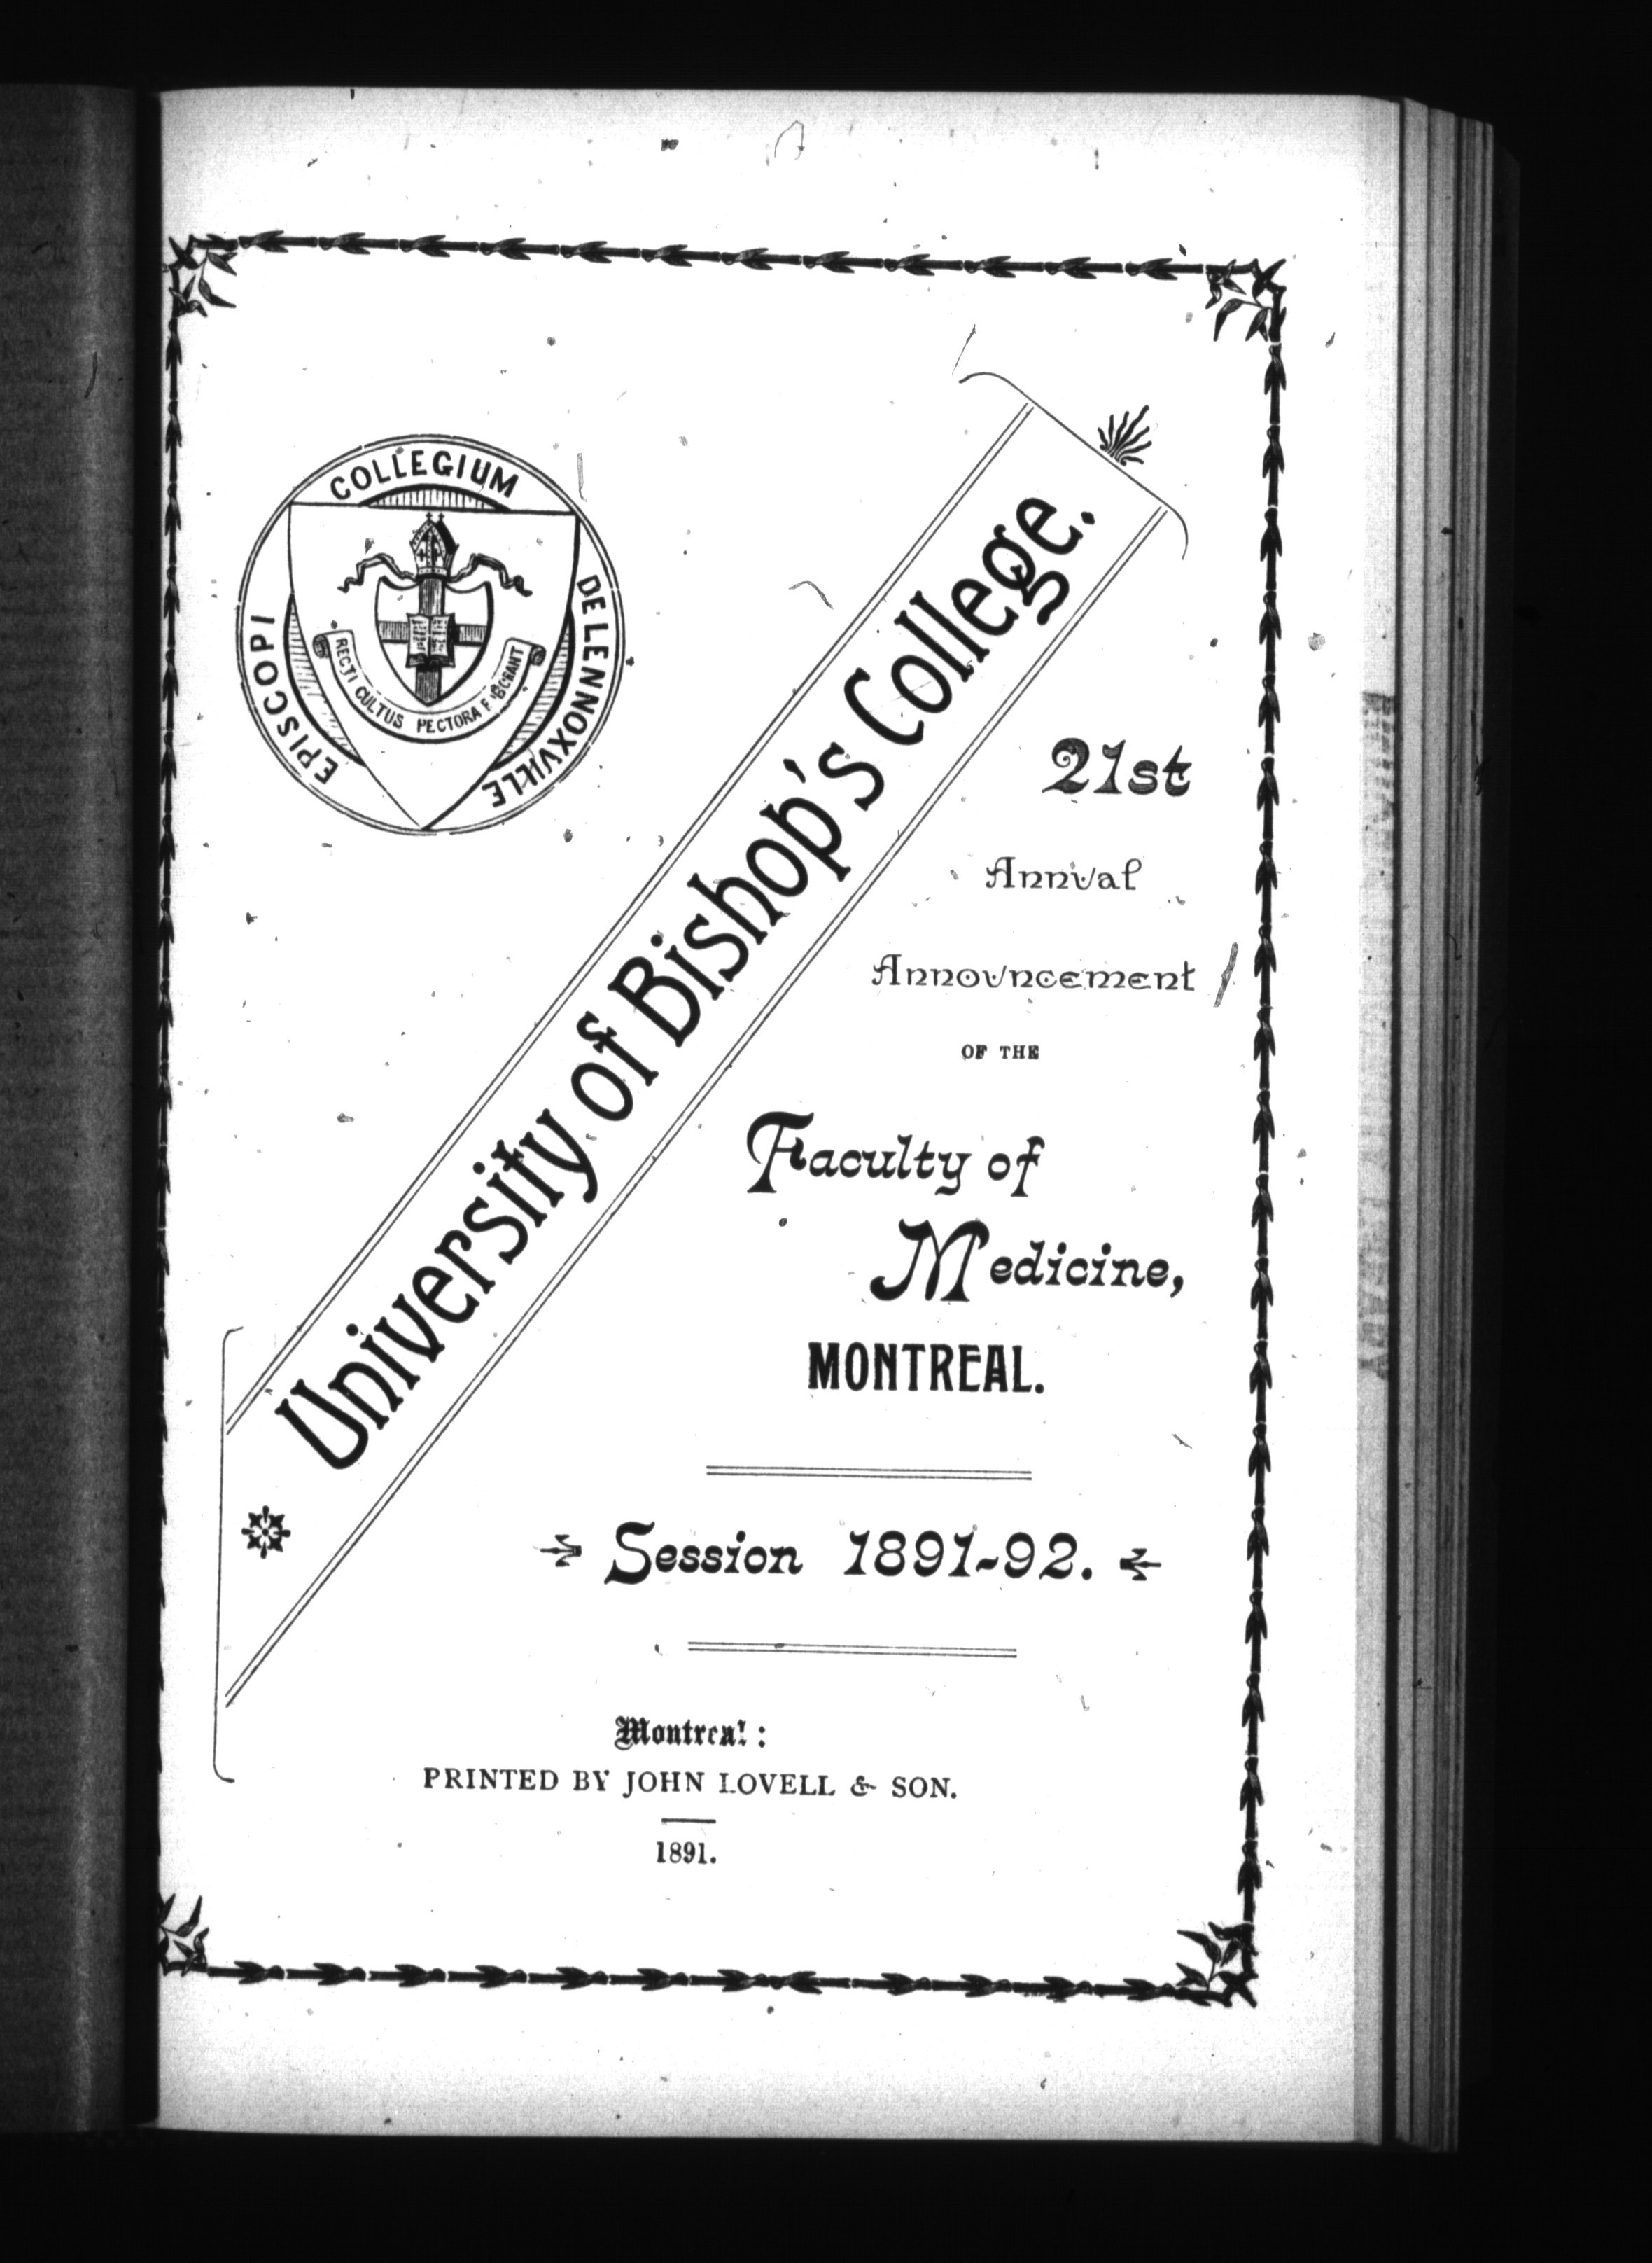 COLLEGIUM
EPISCOPI
DE LENNOXVILLE
RECTI CULTUS PECTORA
University of Bishop's College.
21st
Annual
Announcement
OF THE
Faculty of
Medicine,
MONTREAL.
Session 1891-92.
Montreal:
PRINTED BY JOHN LOVELL & SON.
1891.